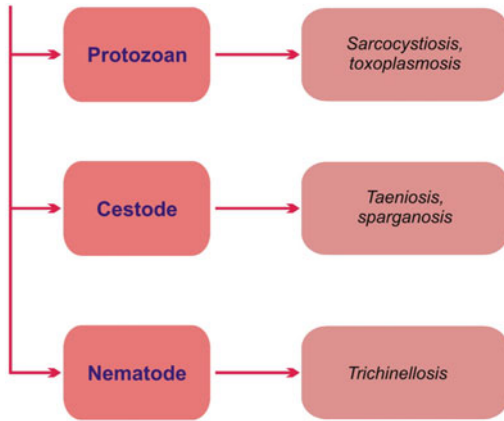 Protozoan
Sarcocystiosis,
toxoplasmosis
Cestode
Taeniosis,
sparganosis
Nematode
Trichinellosis